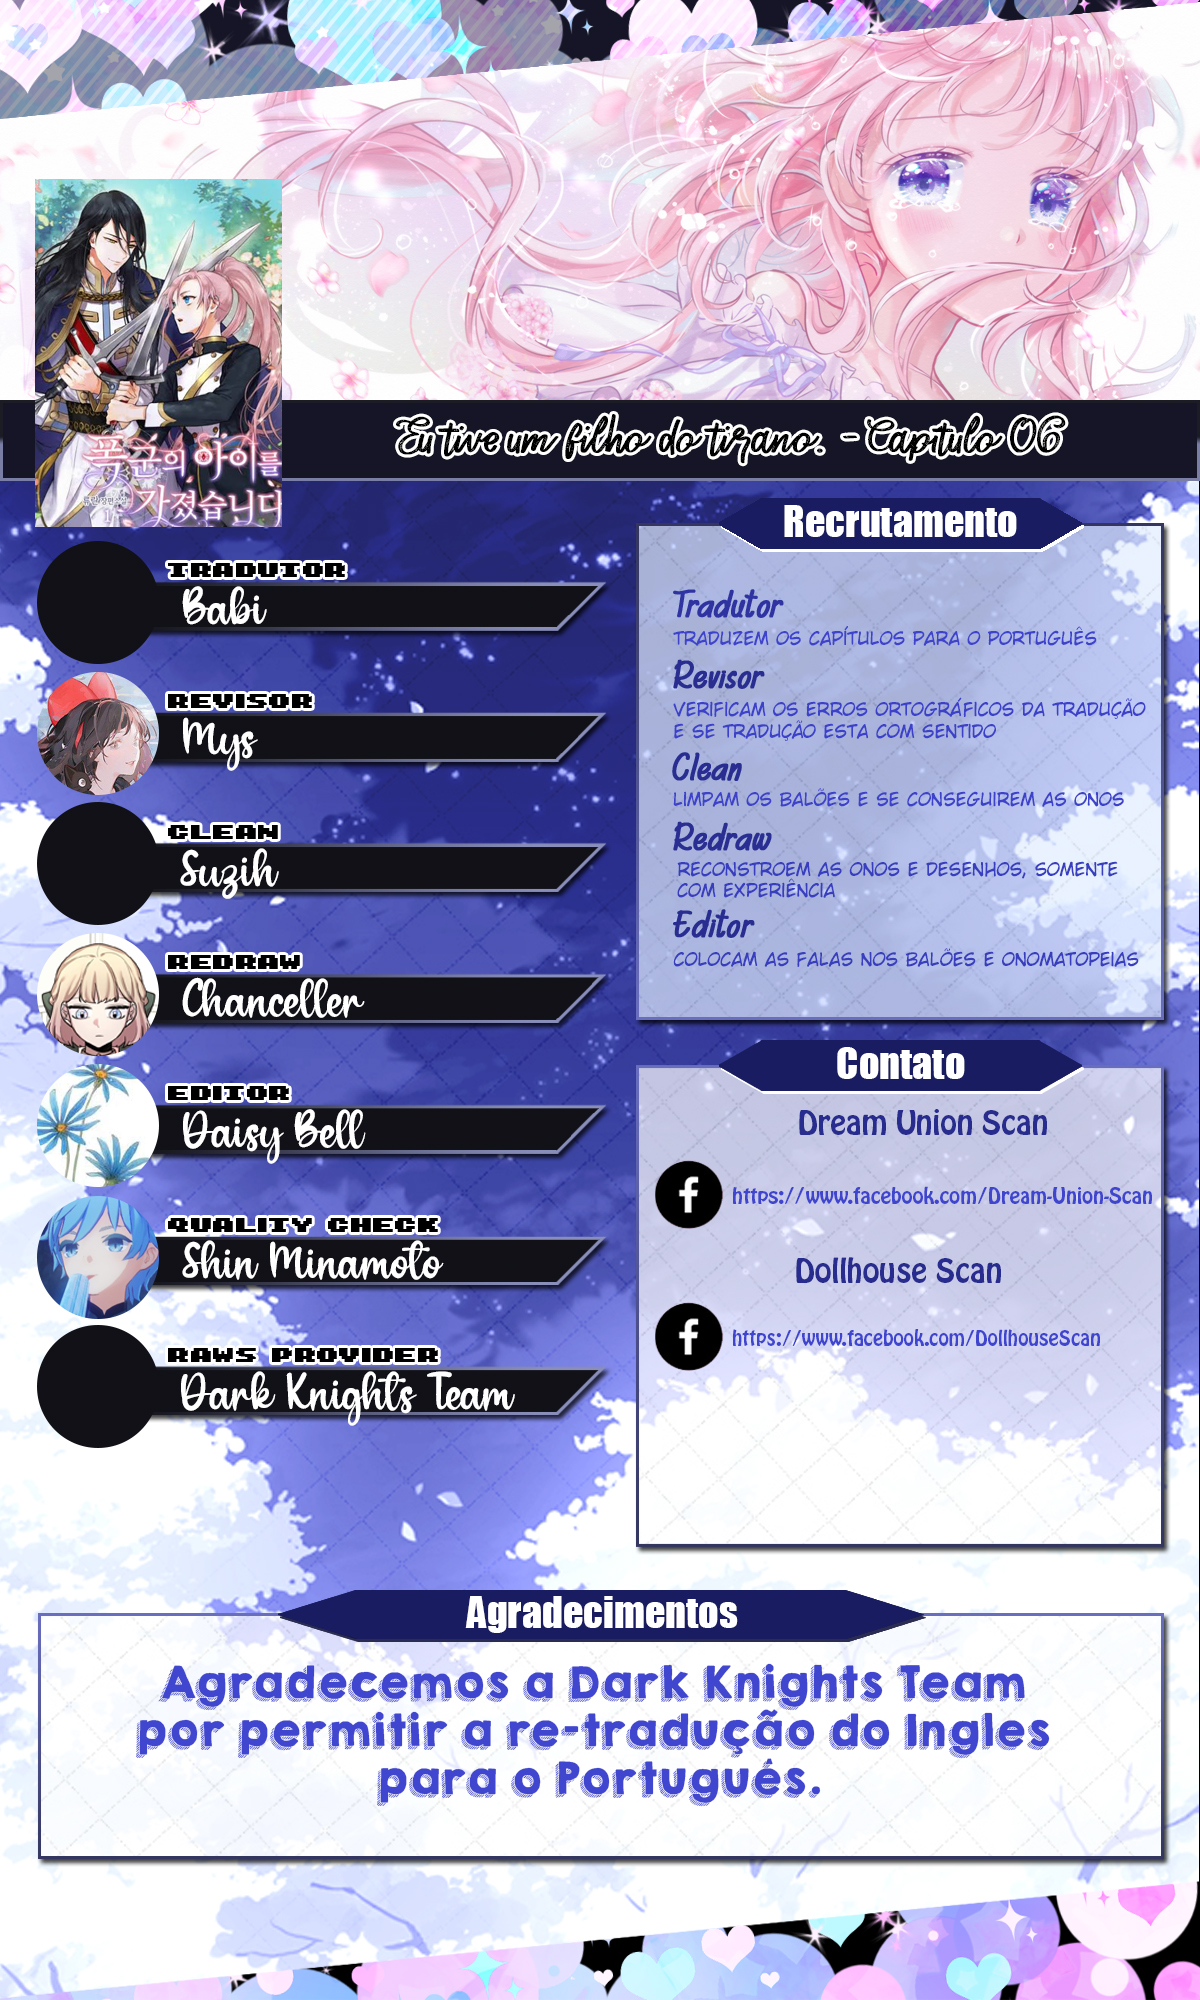 폭군의 아이를
가졌습니다
Eu tive um filho do tirano. - Capítulo 06
TRADUTOR
Babi
REVISOR
Mys
CLEAN
Suzih
REDRAW
Chanceller
EDITOR
Daisy Bell
QUALITY CHECK
Shin Minamoto
RAWS PROVIDER
Dark Knights Team
Recrutamento
Tradutor
TRADUZEM OS CAPÍTULOS PARA O PORTUGUÊS
Revisor
VERIFICAM OS ERROS ORTOGRÁFICOS DA TRADUÇÃO
E SE TRADUÇÃO ESTA COM SENTIDO
Clean
LIMPAM OS BALÕES E SE CONSEGUIREM AS ONOS
Redraw
RECONSTROEM AS ONOS E DESENHOS, SOMENTE
COM EXPERIÊNCIA
Editor
COLOCAM AS FALAS NOS BALÕES E ONOMATOPEIAS
Contato
Dream Union Scan
https://www.facebook.com/Dream-Union-Scan
Dollhouse Scan
https://www.facebook.com/DollhouseScan
Agradecimentos
Agradecemos a Dark Knights Team
por permitir a re-tradução do Ingles
para o Português.